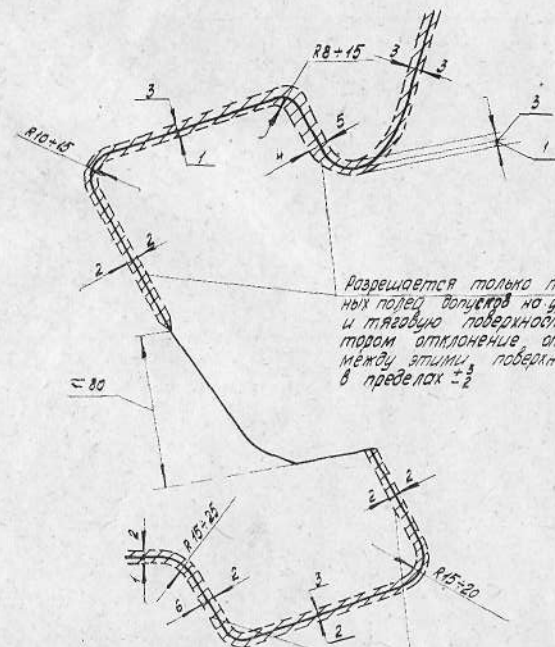 R8÷15
3
3
3
5
3
R10÷15
1
4
1
2
2
Разрешается только
ных полей допусков на
и тяговую поверхност
тором отклонение
между этими поверхн
≈80
в пределах ±3/2
2
2
R15÷25
2
1
2
6
3
2
R15÷20